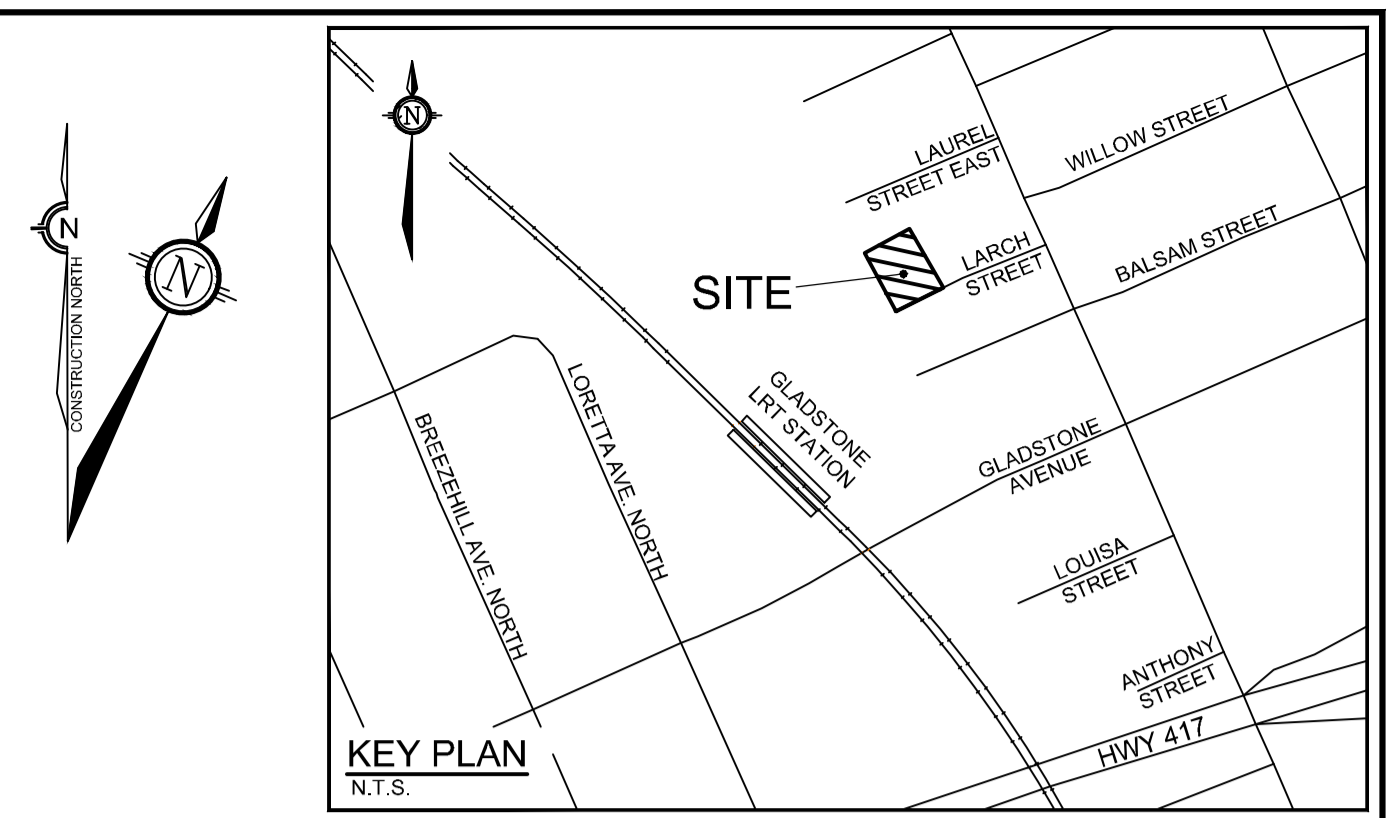 N
CONSTRUCTION NORTH
N
N
LAUREL
STREET EAST
WILLOW STREET
LARCH
STREET
BALSAM STREET
SITE
GLADSTONE
LRT STATION
LORETTA AVE. NORTH
BREEZEHILL AVE. NORTH
GLADSTONE
AVENUE
LOUISA
STREET
ANTHONY
STREET
HWY 417
KEY PLAN
N.T.S.